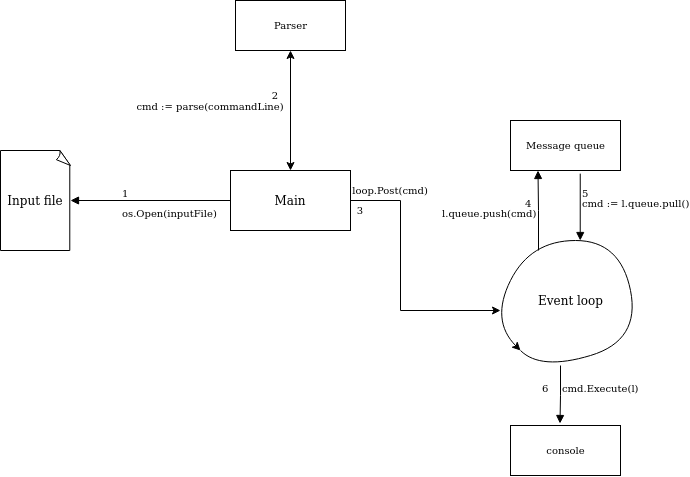 Parser
2
cmd := parse(commandLine)
Message queue
Input file
1
os.Open(inputFile)
Main
loop.Post(cmd)
3
4
l.queue.push(cmd)
5
cmd := l.queue.pull()
Event loop
6 cmd.Execute(l)
console